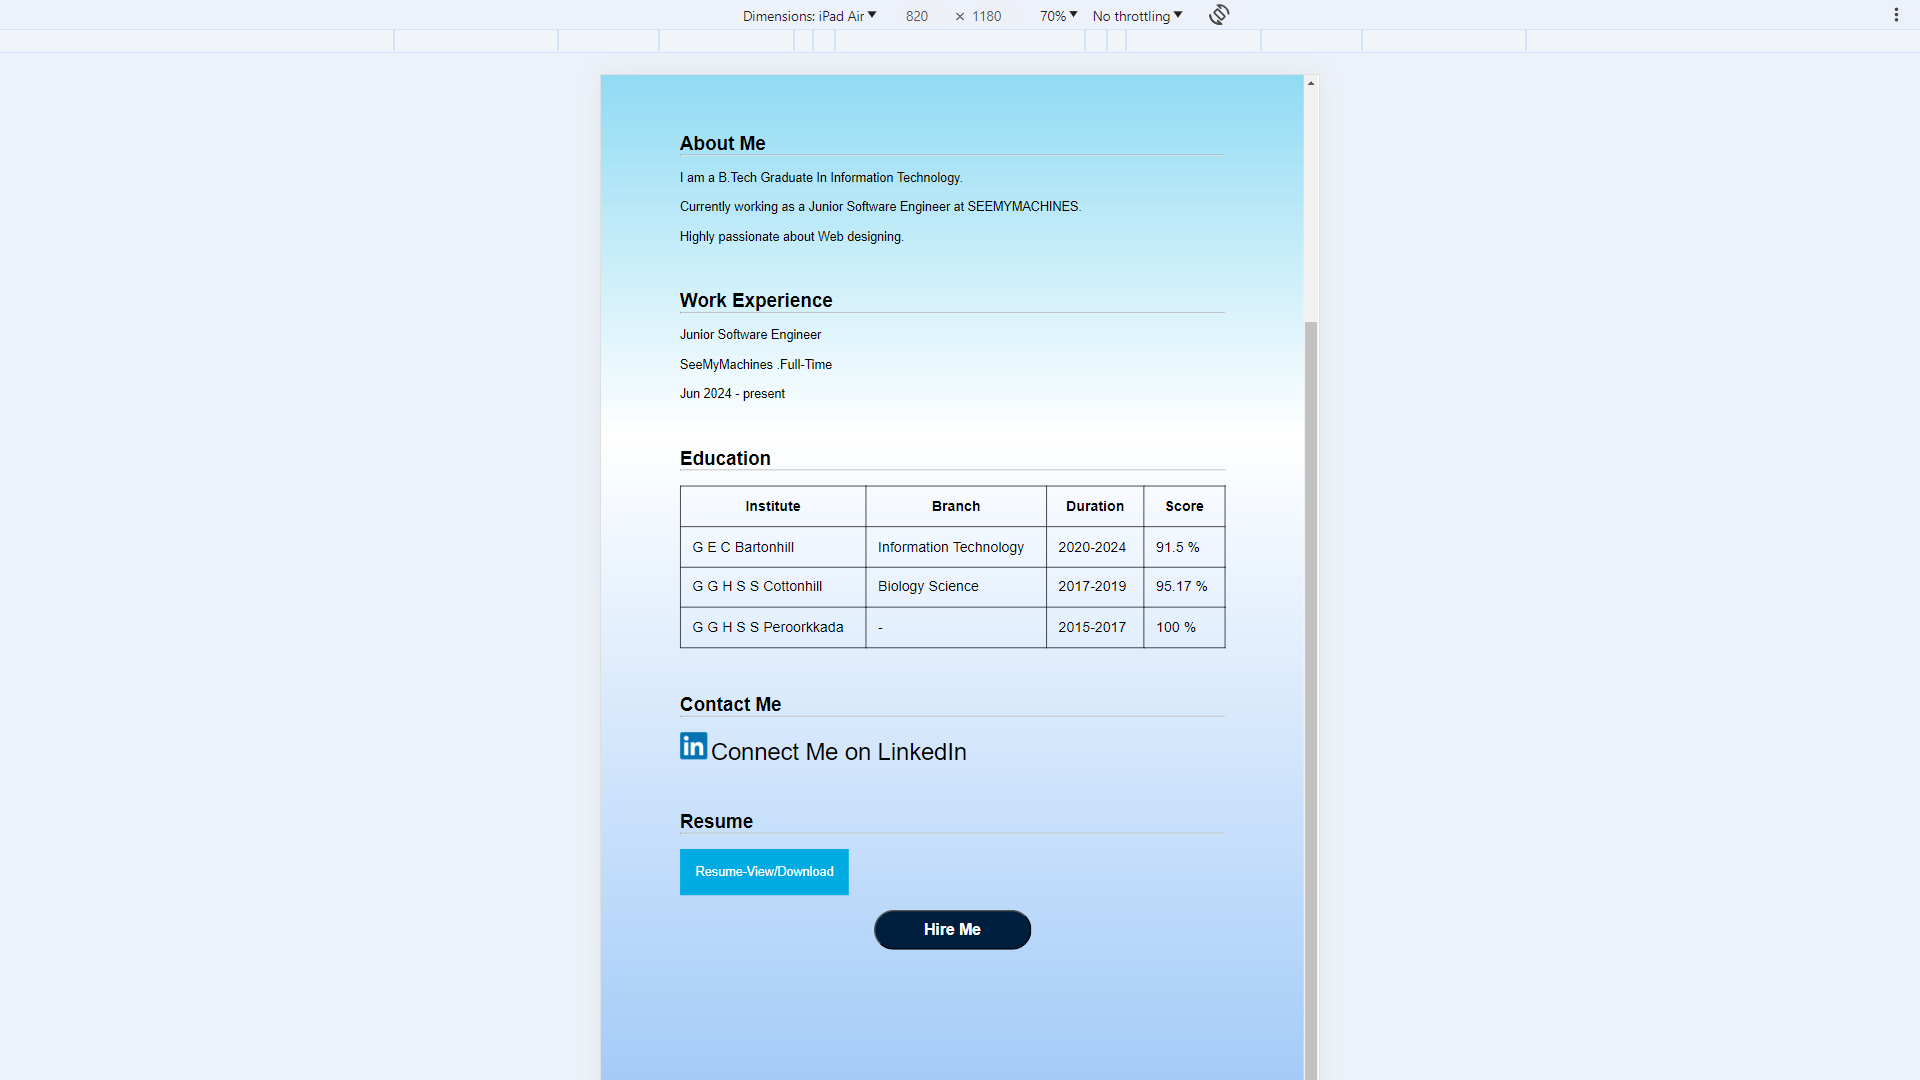 Dimensions: iPad Air 820 × 1180 70% No throttling
About Me
I am a B.Tech Graduate In Information Technology.
Currently working as a Junior Software Engineer at SEEMYMACHINES.
Highly passionate about Web designing.
Work Experience
Junior Software Engineer
SeeMyMachines .Full-Time
Jun 2024 - present
Education
Institute Branch Duration Score
G E C Bartonhill Information Technology 2020-2024 91.5 %
G G H S S Cottonhill Biology Science 2017-2019 95.17 %
G G H S S Peroorkkada - 2015-2017 100 %
Contact Me
in Connect Me on LinkedIn
Resume
Resume-View/Download
Hire Me